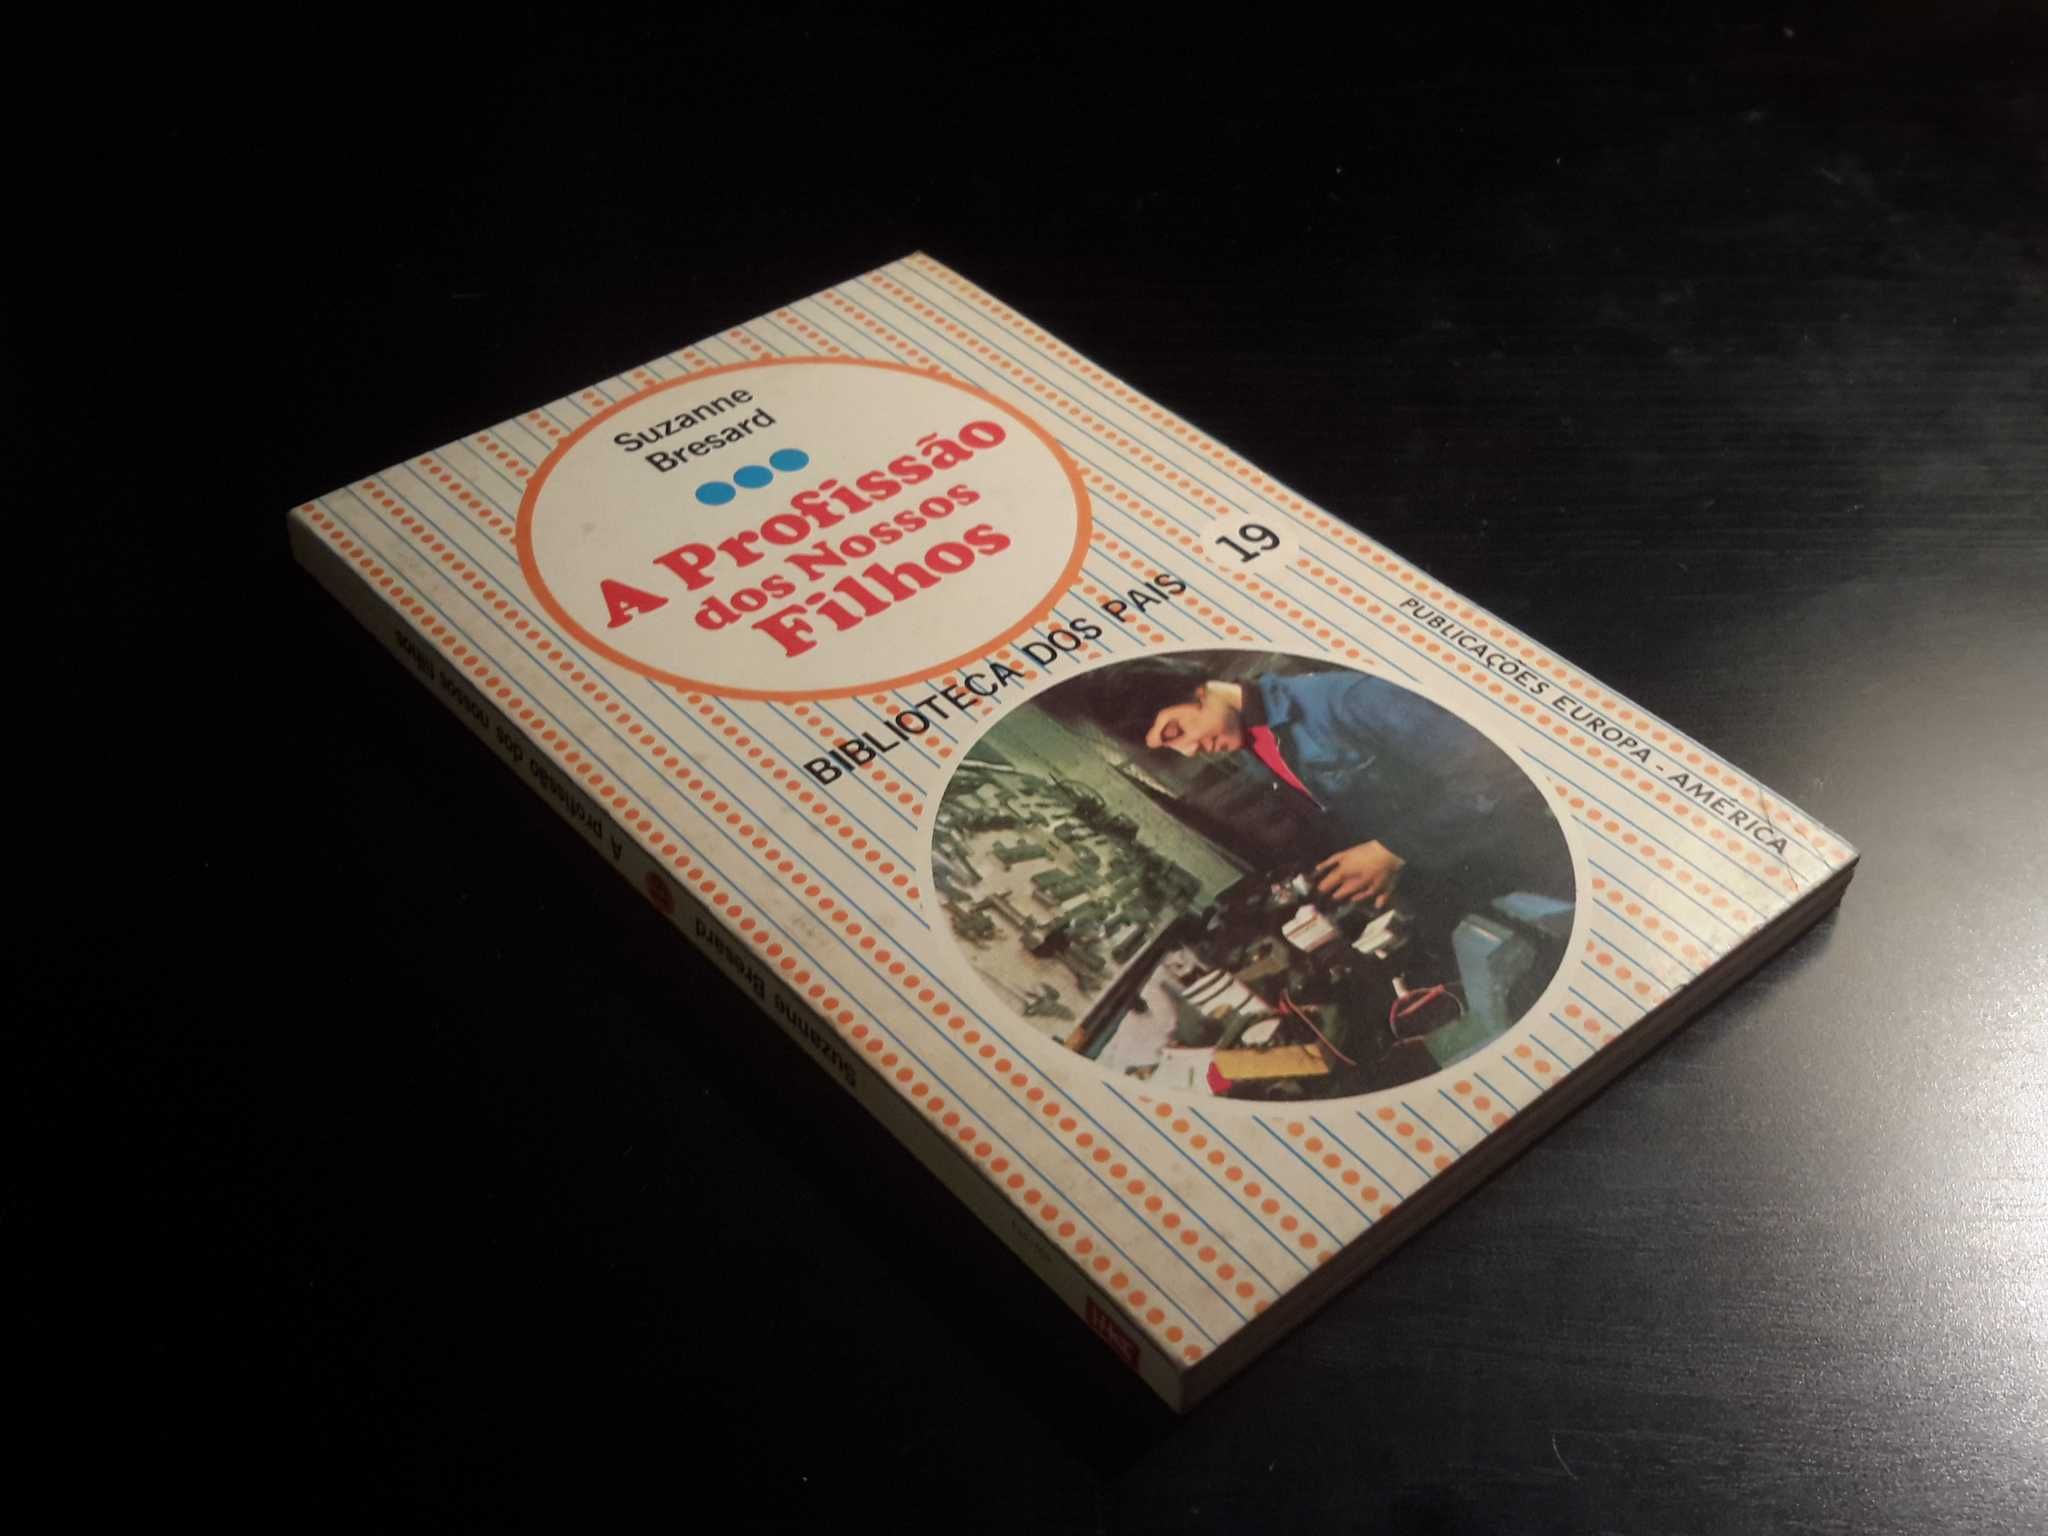 Suzanne
Bresard
A Profissão
dos Nossos
Filhos
BIBLIOTECA DOS PAIS
19
PUBLICAÇÕES EUROPA - AMÉRICA
Suzanne Bresard
A profissão dos nossos filhos